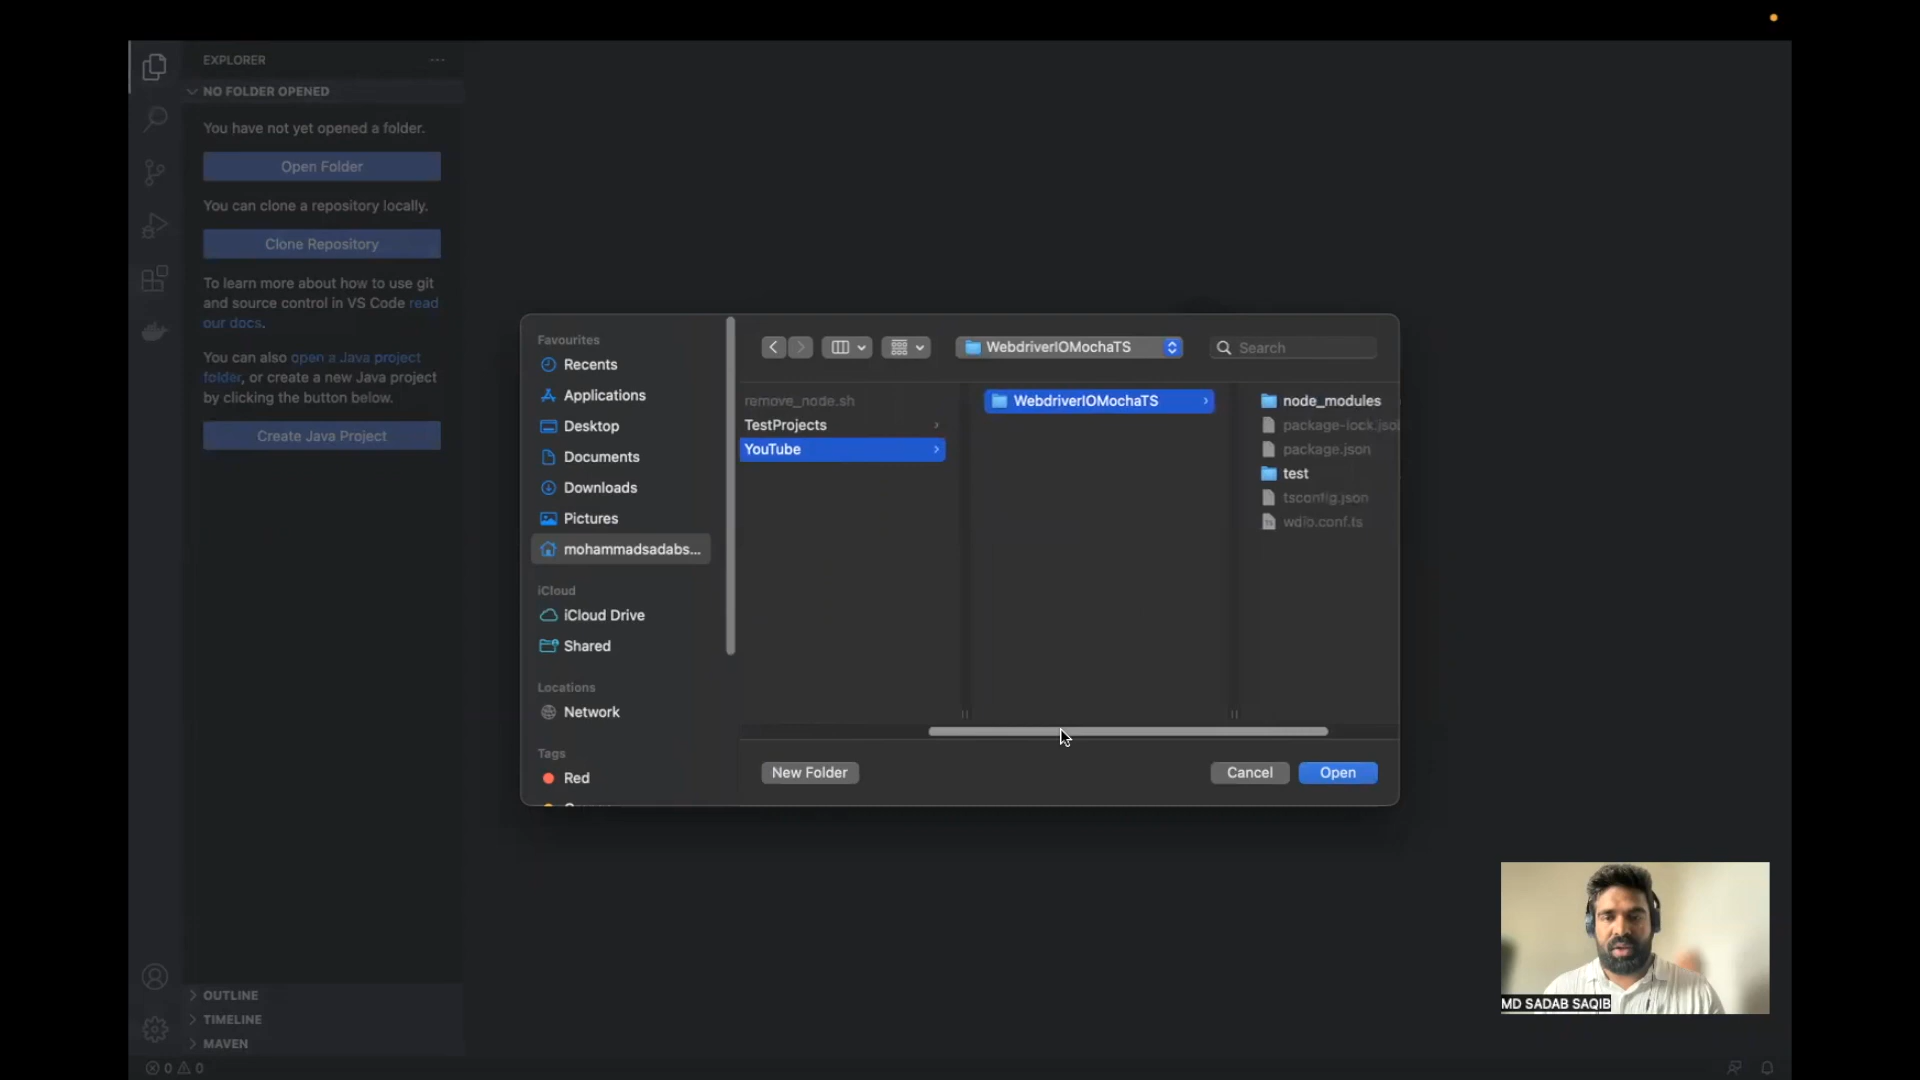 EXPLORER
NO FOLDER OPENED
You have not yet opened a folder.
Open Folder
You can clone a repository locally.
Clone Repository
To learn more about how to use git
and source control in VS Code read
our docs.
You can also open a Java project
folder, or create a new Java project
by clicking the button below.
Create Java Project
OUTLINE
TIMELINE
MAVEN
0 0
Favourites
Recents
Applications
Desktop
Documents
Downloads
Pictures
mohammadsadabs...
iCloud
iCloud Drive
Shared
Locations
Network
Tags
Red
WebdriverIOMochaTS
Search
remove_node.sh
TestProjects
YouTube
WebdriverIOMochaTS
node_modules
package-lock.jso
package.json
test
tsconfig.json
wdio.conf.ts
New Folder
Cancel
Open
MD SADAB SAQIB